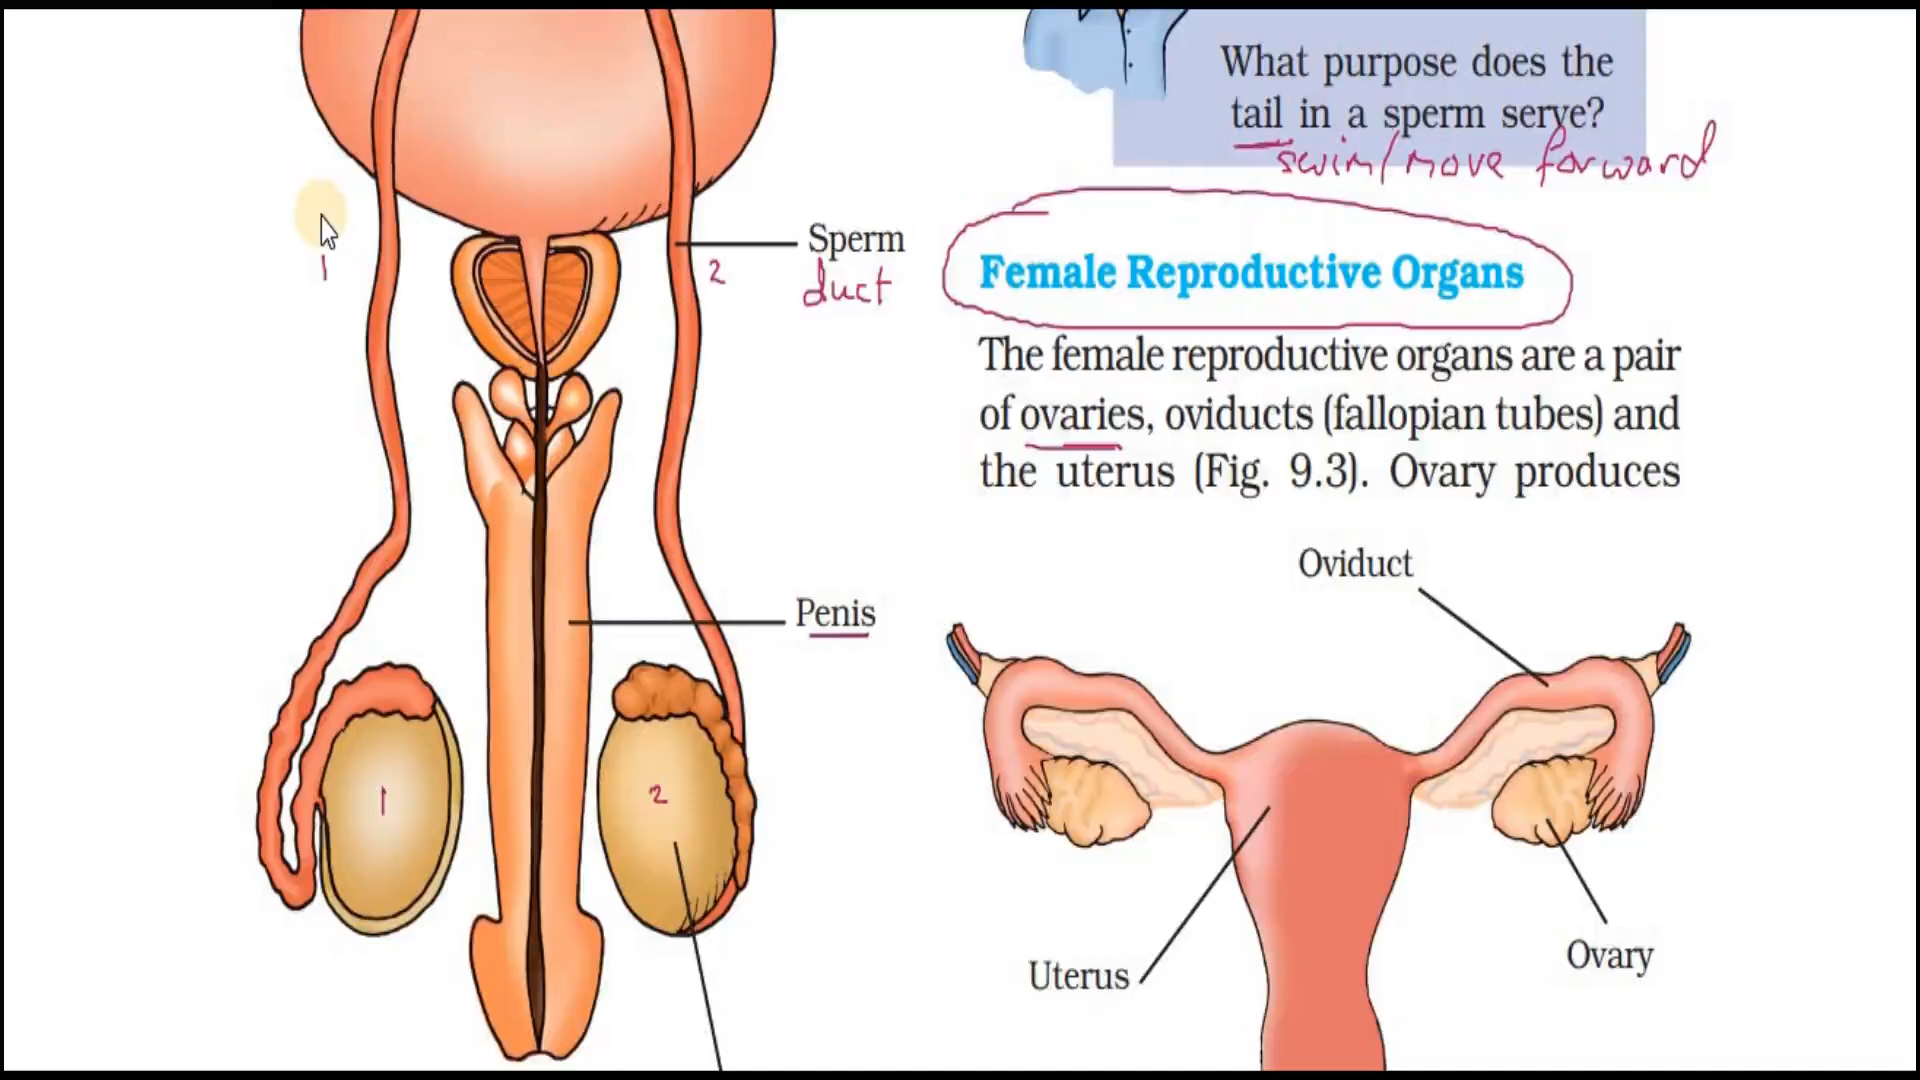 What purpose does the
tail in a sperm serve?
swim/move forward
1
2
Sperm
duct
Penis
1
2
Female Reproductive Organs
The female reproductive organs are a pair
of ovaries, oviducts (fallopian tubes) and
the uterus (Fig. 9.3). Ovary produces
Oviduct
Uterus
Ovary